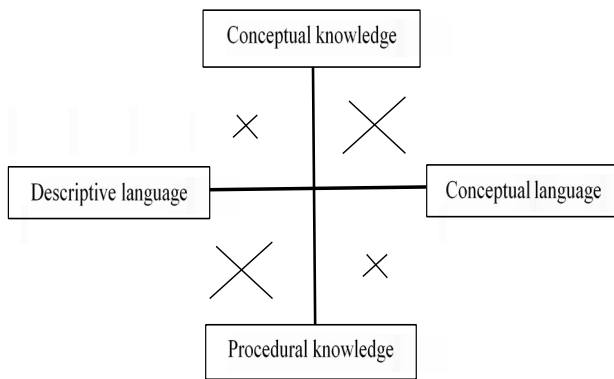 Conceptual knowledge
Descriptive language
Conceptual language
Procedural knowledge